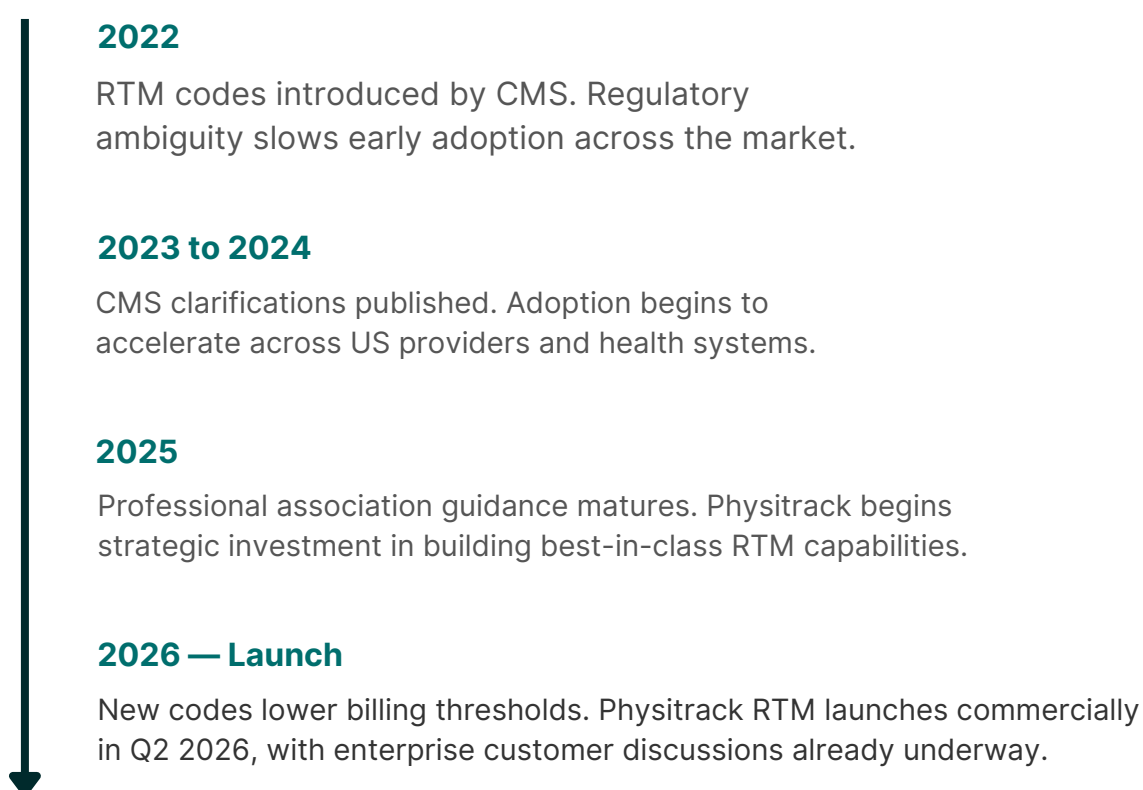 2022
RTM codes introduced by CMS. Regulatory
ambiguity slows early adoption across the market.
2023 to 2024
CMS clarifications published. Adoption begins to
accelerate across US providers and health systems.
2025
Professional association guidance matures. Physitrack begins
strategic investment in building best-in-class RTM capabilities.
2026 — Launch
New codes lower billing thresholds. Physitrack RTM launches commercially
in Q2 2026, with enterprise customer discussions already underway.